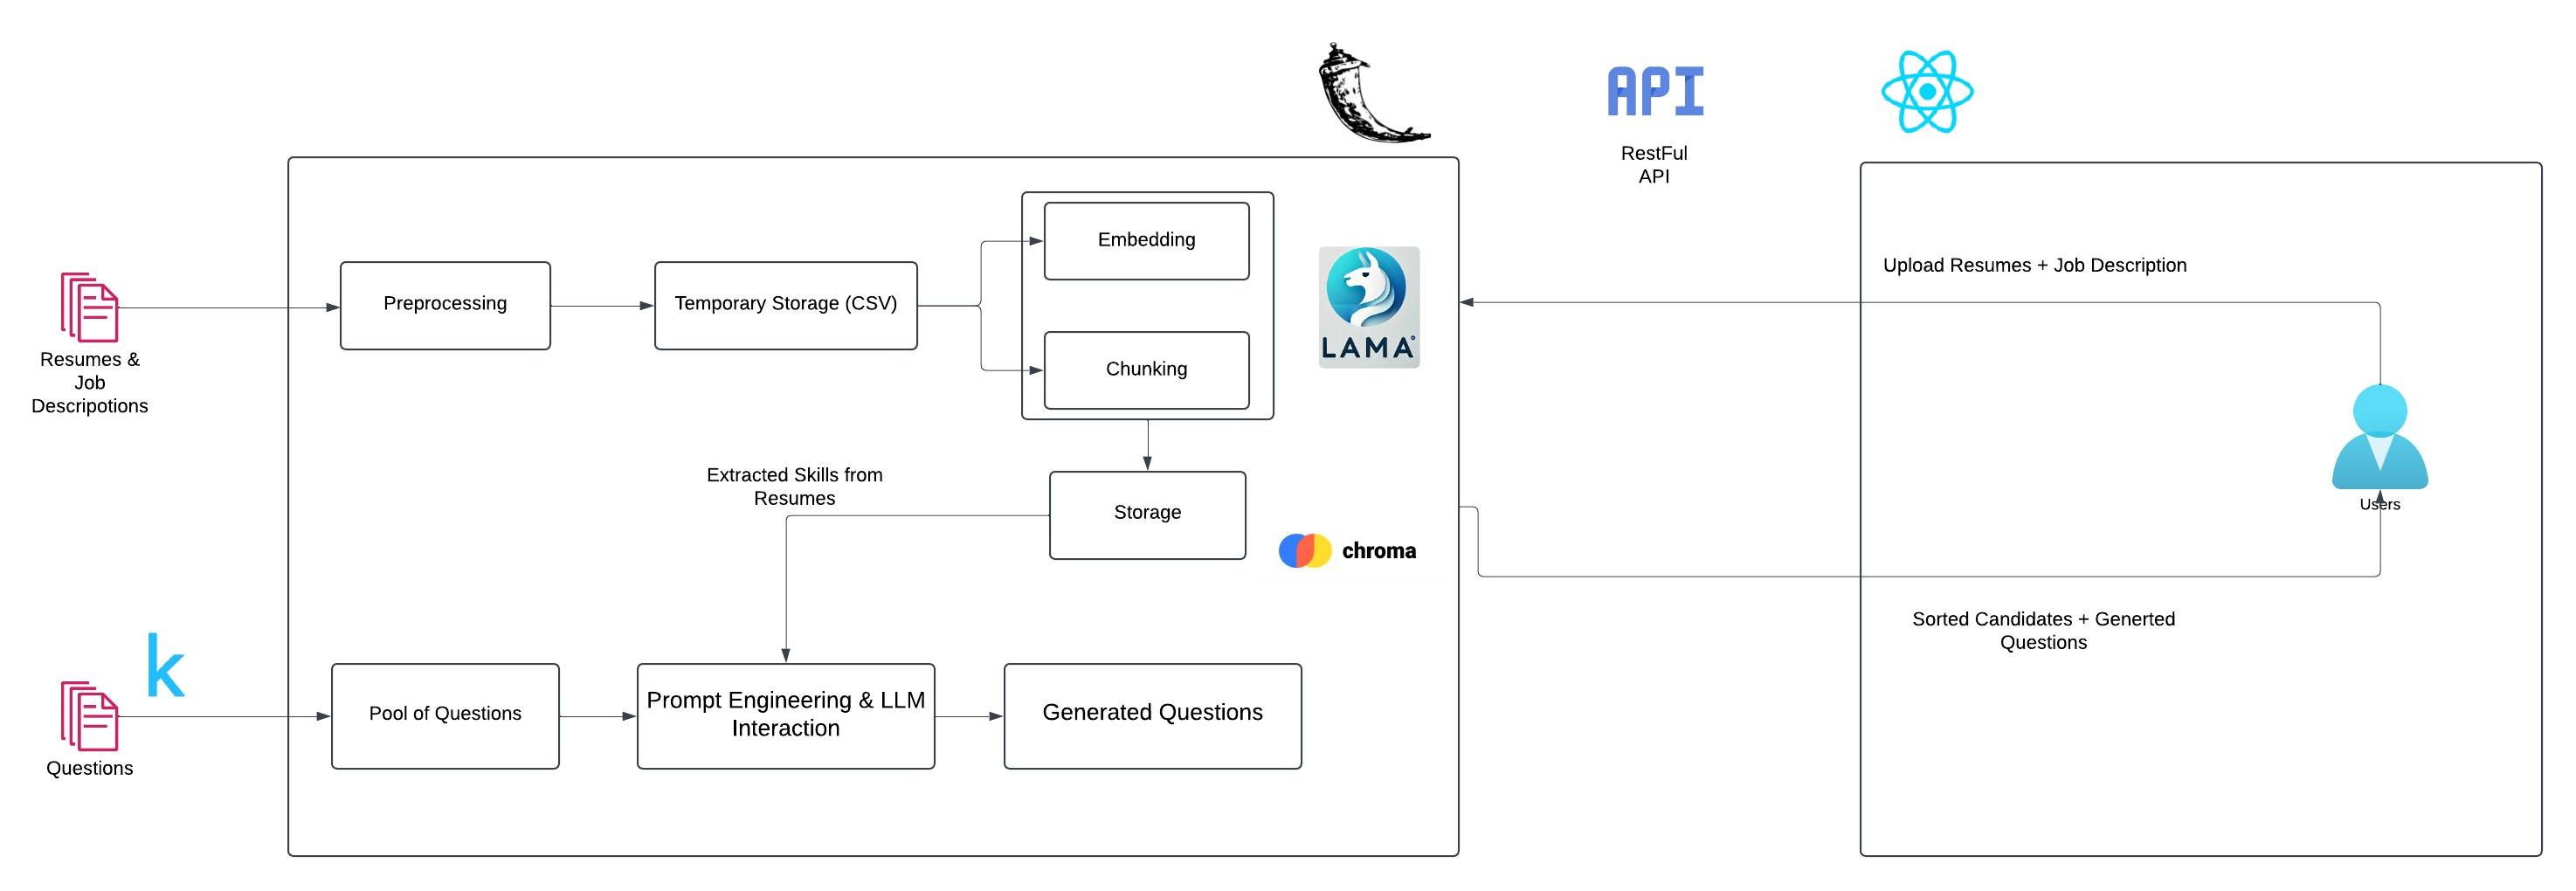 API
RestFul
API
Embedding
Preprocessing
Temporary Storage (CSV)
Chunking
LAMA
Resumes &
Job
Descripotions
Upload Resumes + Job Description
Users
Extracted Skills from
Resumes
Storage
chroma
k
Questions
Pool of Questions
Prompt Engineering & LLM
Interaction
Generated Questions
Sorted Candidates + Generted
Questions